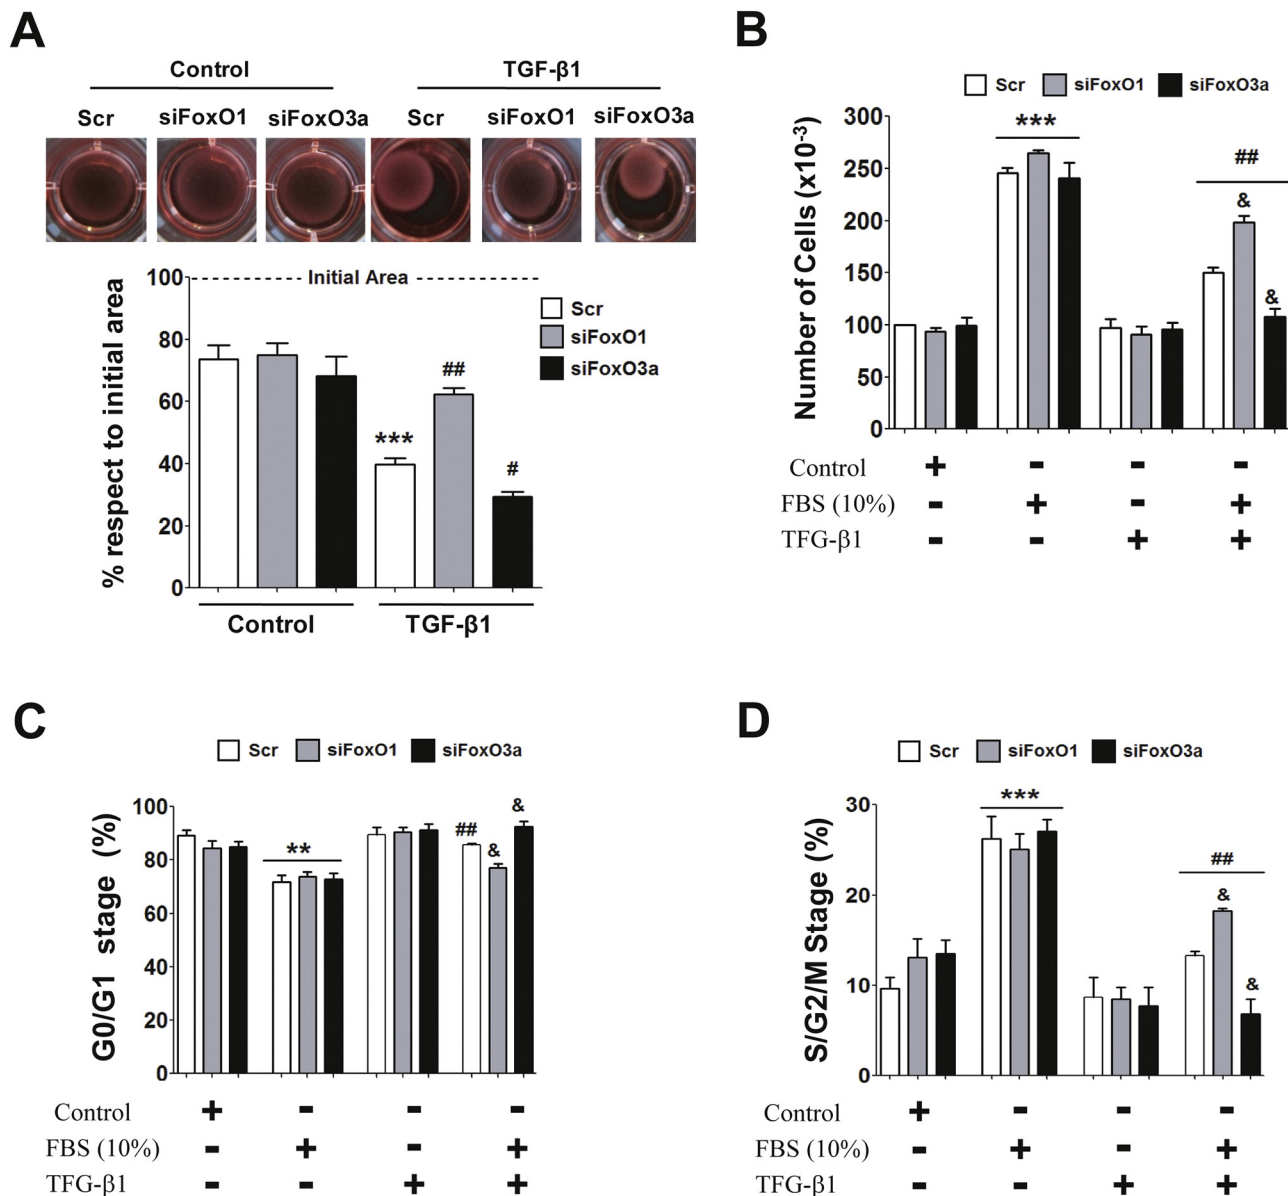 A
Control TGF-β1
Scr siFoxO1 siFoxO3a Scr siFoxO1 siFoxO3a
% respect to initial area
100
80
60
40
20
0
Initial Area
Scr
siFoxO1
siFoxO3a
***
##
#
Control TGF-β1
B
Scr siFoxO1 siFoxO3a
Number of Cells (x10-3)
300
250
200
150
100
50
0
***
##
&
&
Control + - - -
FBS (10%) - + - +
TFG-β1 - - + +
C
Scr siFoxO1 siFoxO3a
G0/G1 stage (%)
100
80
60
40
20
0
**
##
&
&
Control + - - -
FBS (10%) - + - +
TFG-β1 - - + +
D
Scr siFoxO1 siFoxO3a
S/G2/M Stage (%)
30
20
10
0
***
##
&
&
Control + - - -
FBS (10%) - + - +
TFG-β1 - - + +